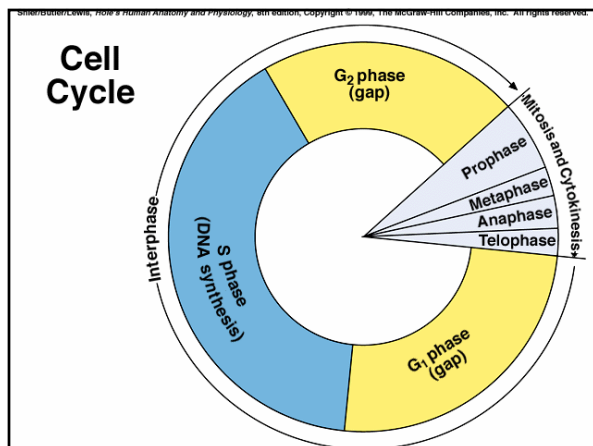 Shier/Butler/Lewis, Hole's Human Anatomy and Physiology, 8th edition, Copyright © 1999, The McGraw-Hill Companies, Inc. All rights reserved.
Cell
Cycle
G2 phase
(gap)
Mitosis and Cytokinesis
Prophase
Metaphase
Anaphase
Telophase
Interphase
S phase
(DNA synthesis)
G1 phase
(gap)